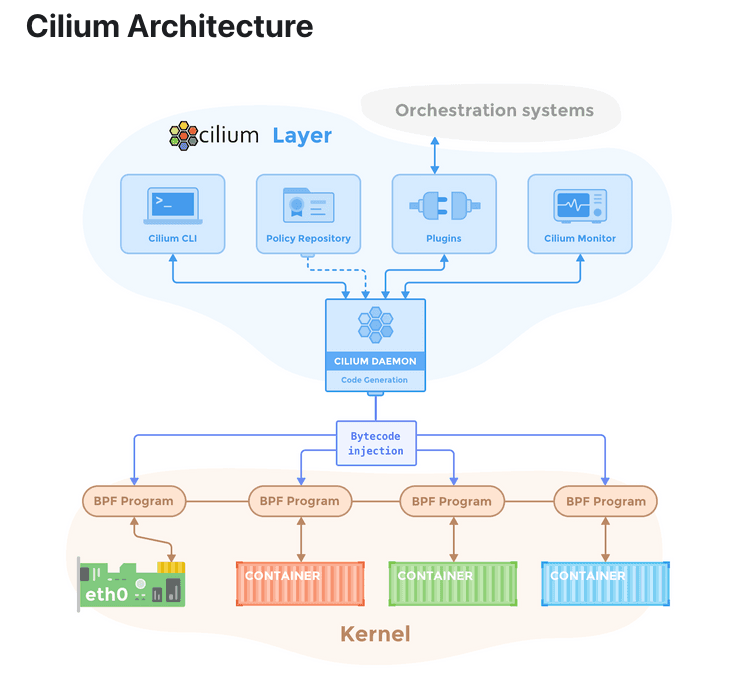 Cilium Architecture
Orchestration systems
cilium Layer
>_
Cilium CLI
Policy Repository
Plugins
Cilium Monitor
CILIUM DAEMON
Code Generation
Bytecode
injection
BPF Program
BPF Program
BPF Program
BPF Program
eth0
CONTAINER
CONTAINER
CONTAINER
Kernel